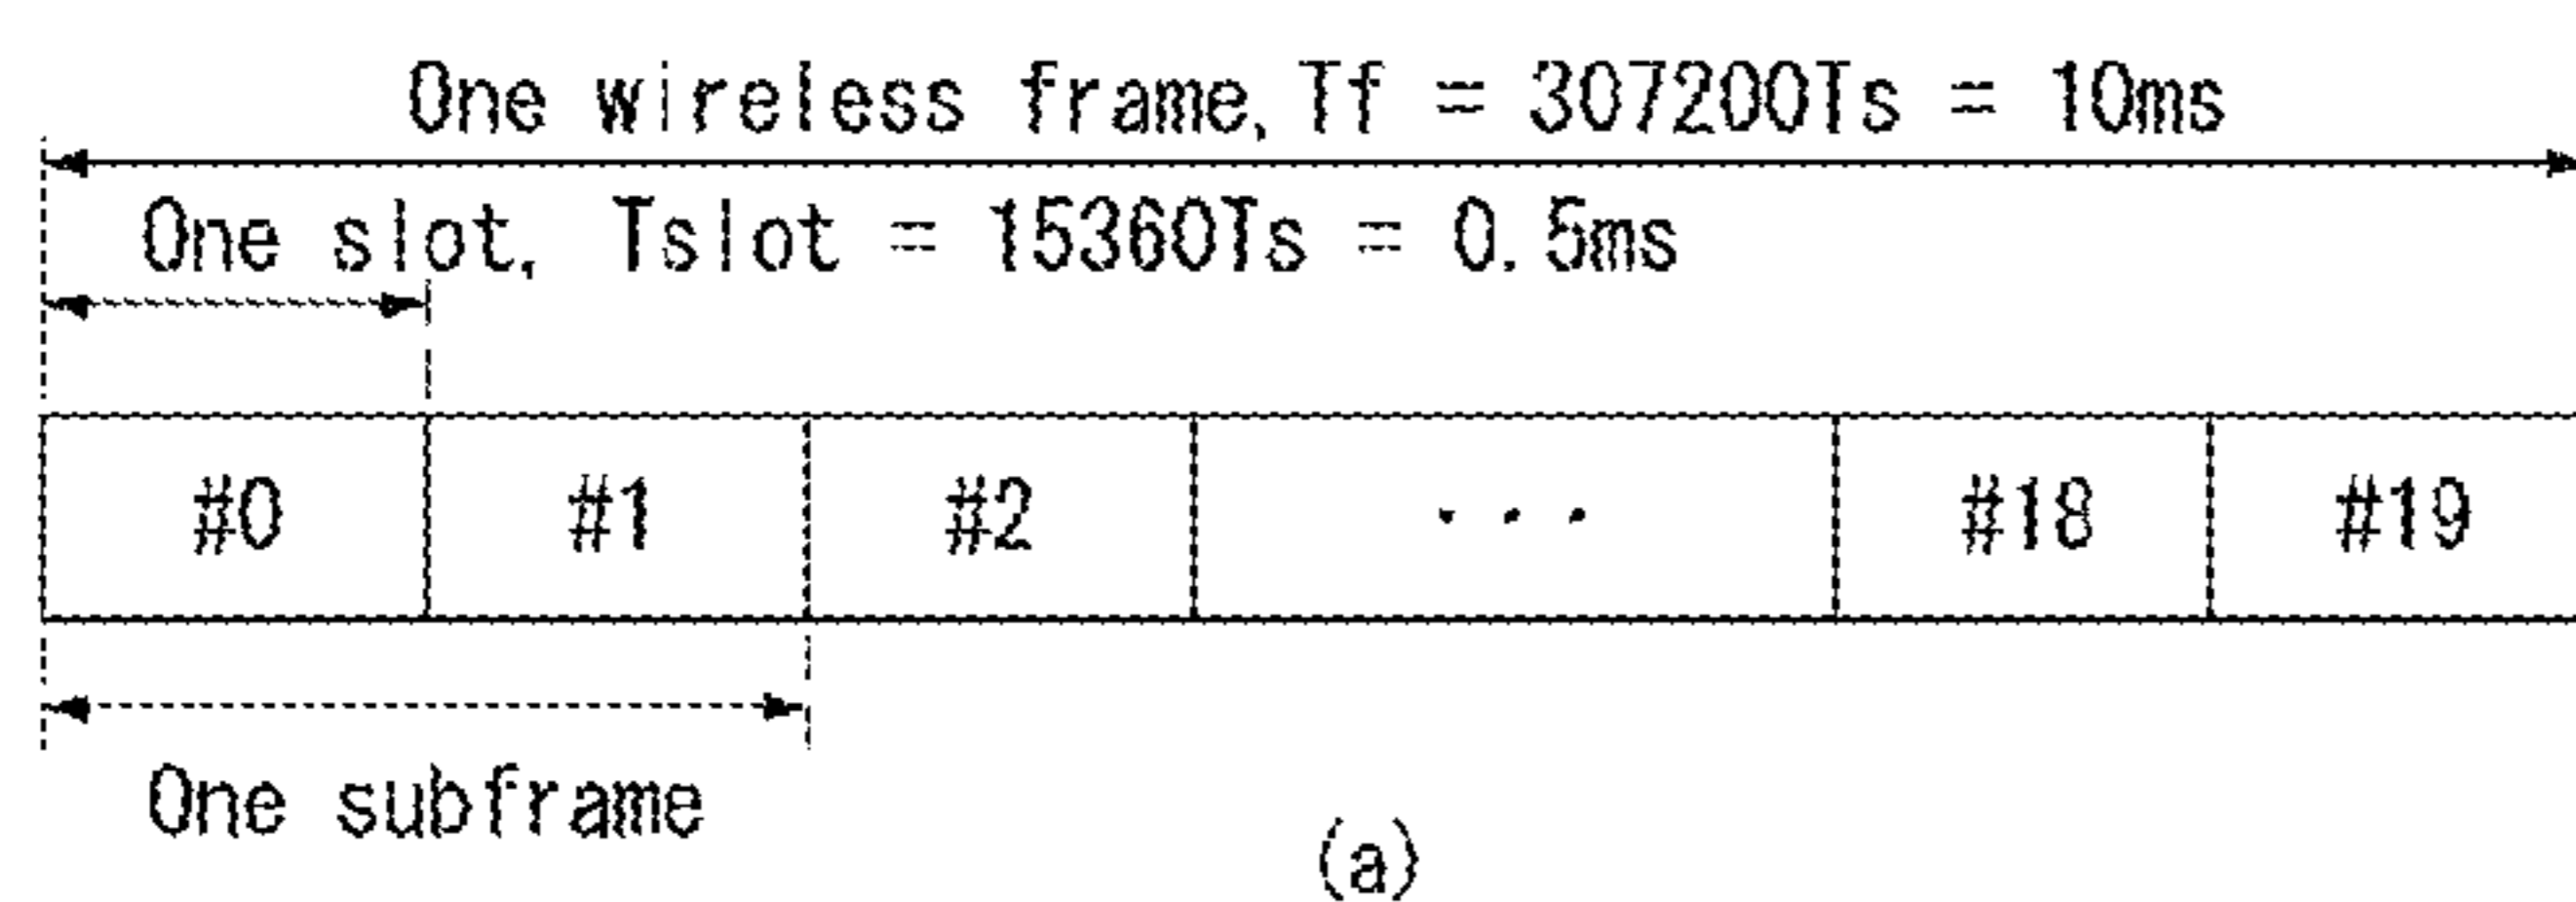 One wireless frame, Tf = 307200Ts = 10ms
One slot, Tslot = 15360Ts = 0.5ms
#0 #1 #2 ... #18 #19
One subframe
(a)